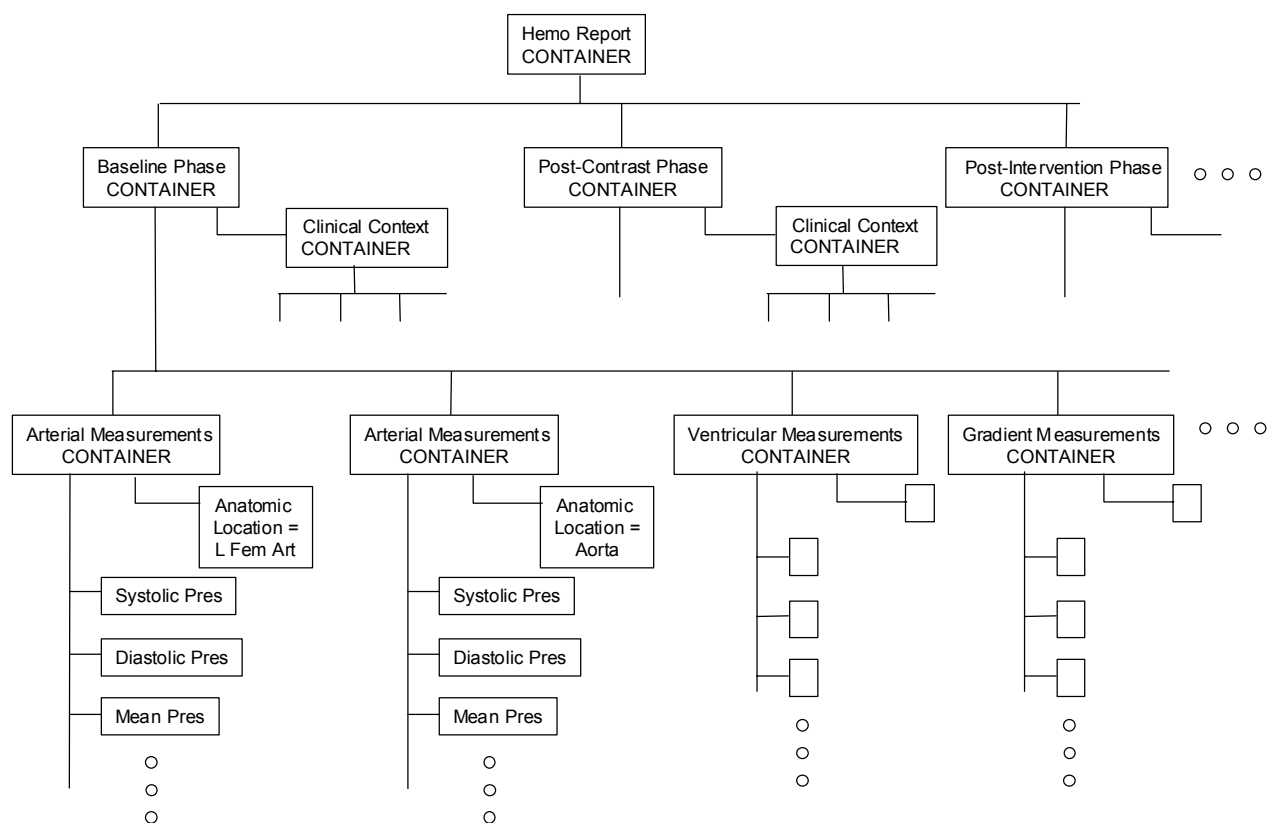 Hemo Report
CONTAINER
Baseline Phase
CONTAINER
Post-Contrast Phase
CONTAINER
Post-Intervention Phase
CONTAINER
Clinical Context
CONTAINER
Clinical Context
CONTAINER
Arterial Measurements
CONTAINER
Arterial Measurements
CONTAINER
Ventricular Measurements
CONTAINER
Gradient Measurements
CONTAINER
Anatomic
Location =
L Fem Art
Anatomic
Location =
Aorta
Systolic Pres
Systolic Pres
Diastolic Pres
Diastolic Pres
Mean Pres
Mean Pres